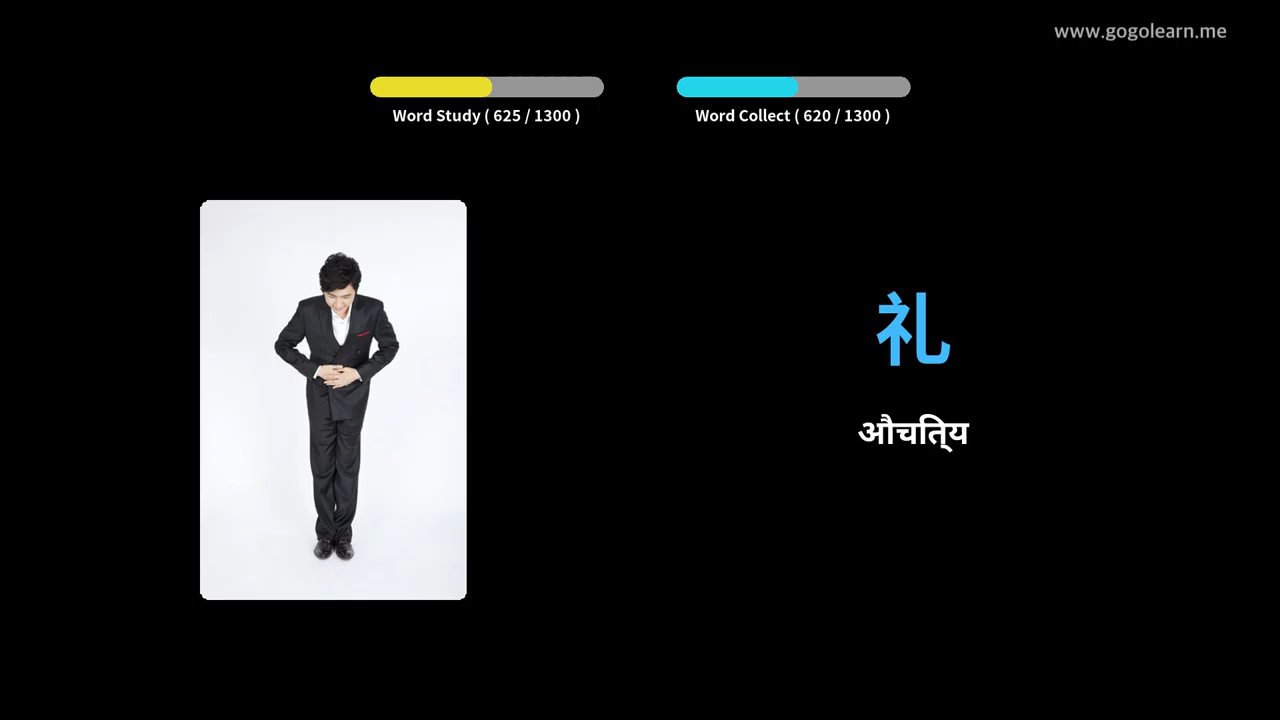 www.gogolearn.me
Word Study ( 625 / 1300 )
Word Collect ( 620 / 1300 )
礼
औचित्य